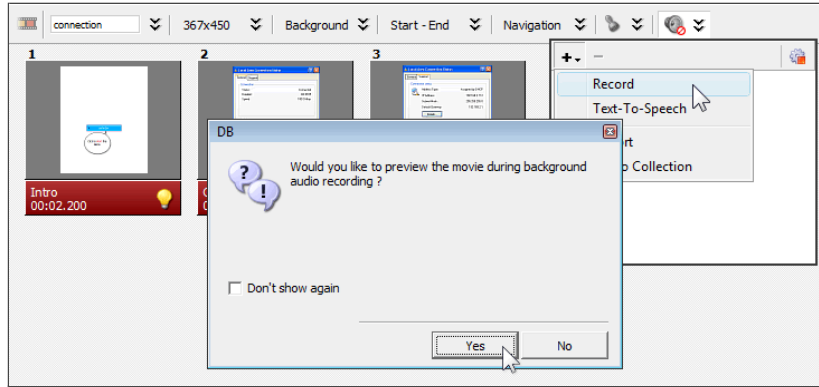 connection
367x450
Background
Start - End
Navigation
1
2
3
+
Record
Text-To-Speech
Collection
Intro
00:02.200
DB
Would you like to preview the movie during background
audio recording ?
Don't show again
Yes
No